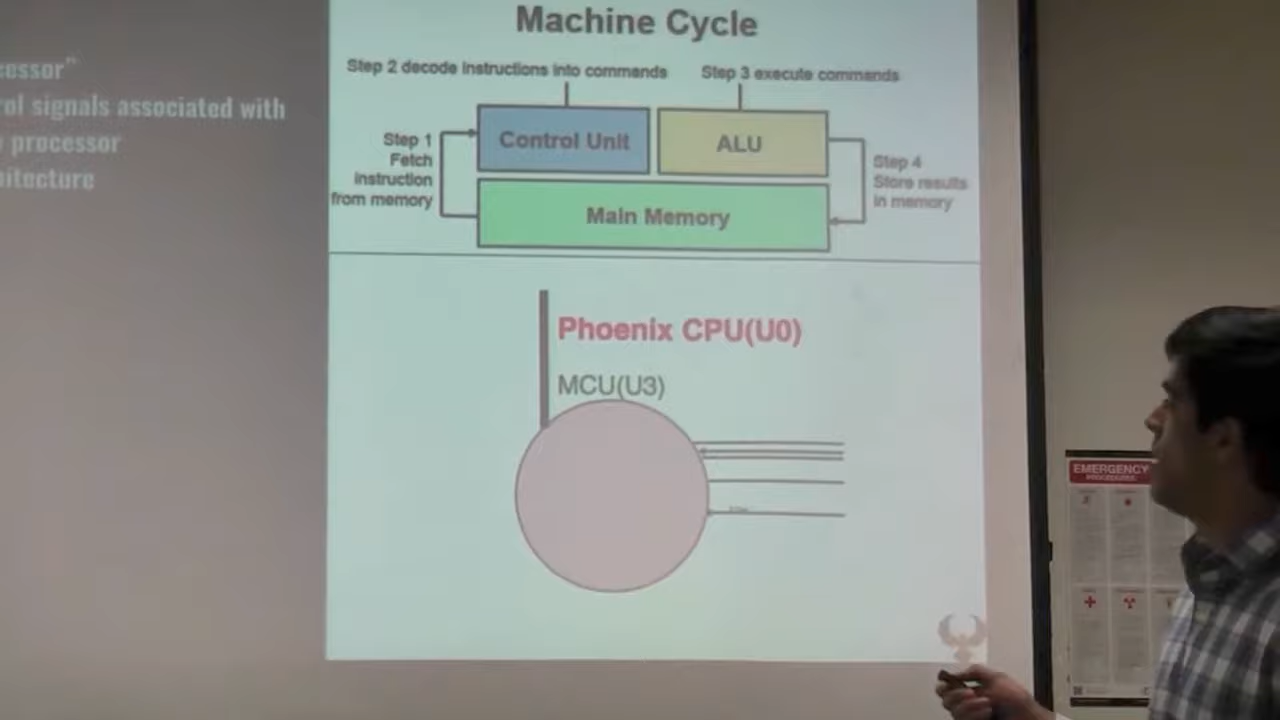 cessor"
rol signals associated with
processor
hitecture
Machine Cycle
Step 2 decode instructions into commands
Step 3 execute commands
Control Unit
ALU
Step 1
Fetch
instruction
from memory
Step 4
Store results
in memory
Main Memory
Phoenix CPU(U0)
MCU(U3)
EMERGENCY
PROCEDURES